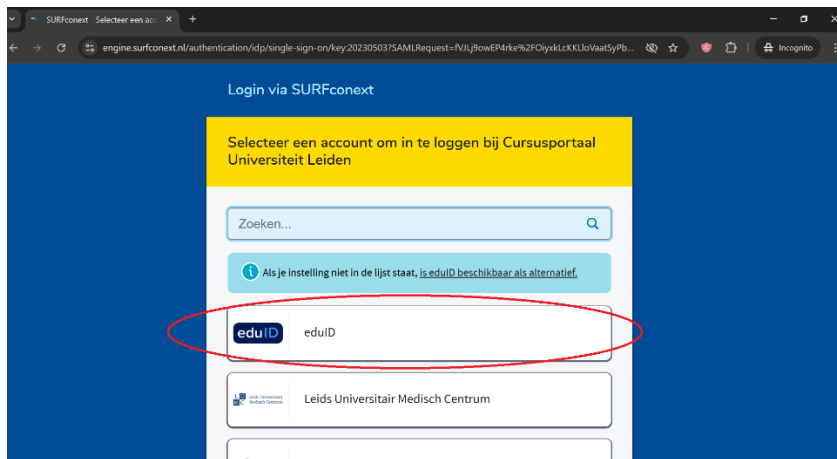 SURFconext Selecteer een acc
engine.surfconext.nl/authentication/idp/single-sign-on/key:20230503?SAMLRequest=fVJLj9owEP4rke%2FOiyxkLcKKLloVaatSyPb...
Incognito
Login via SURFconext
Selecteer een account om in te loggen bij Cursusportaal
Universiteit Leiden
Zoeken...
Als je instelling niet in de lijst staat, is eduID beschikbaar als alternatief.
eduID eduID
Leids Universitair Medisch Centrum